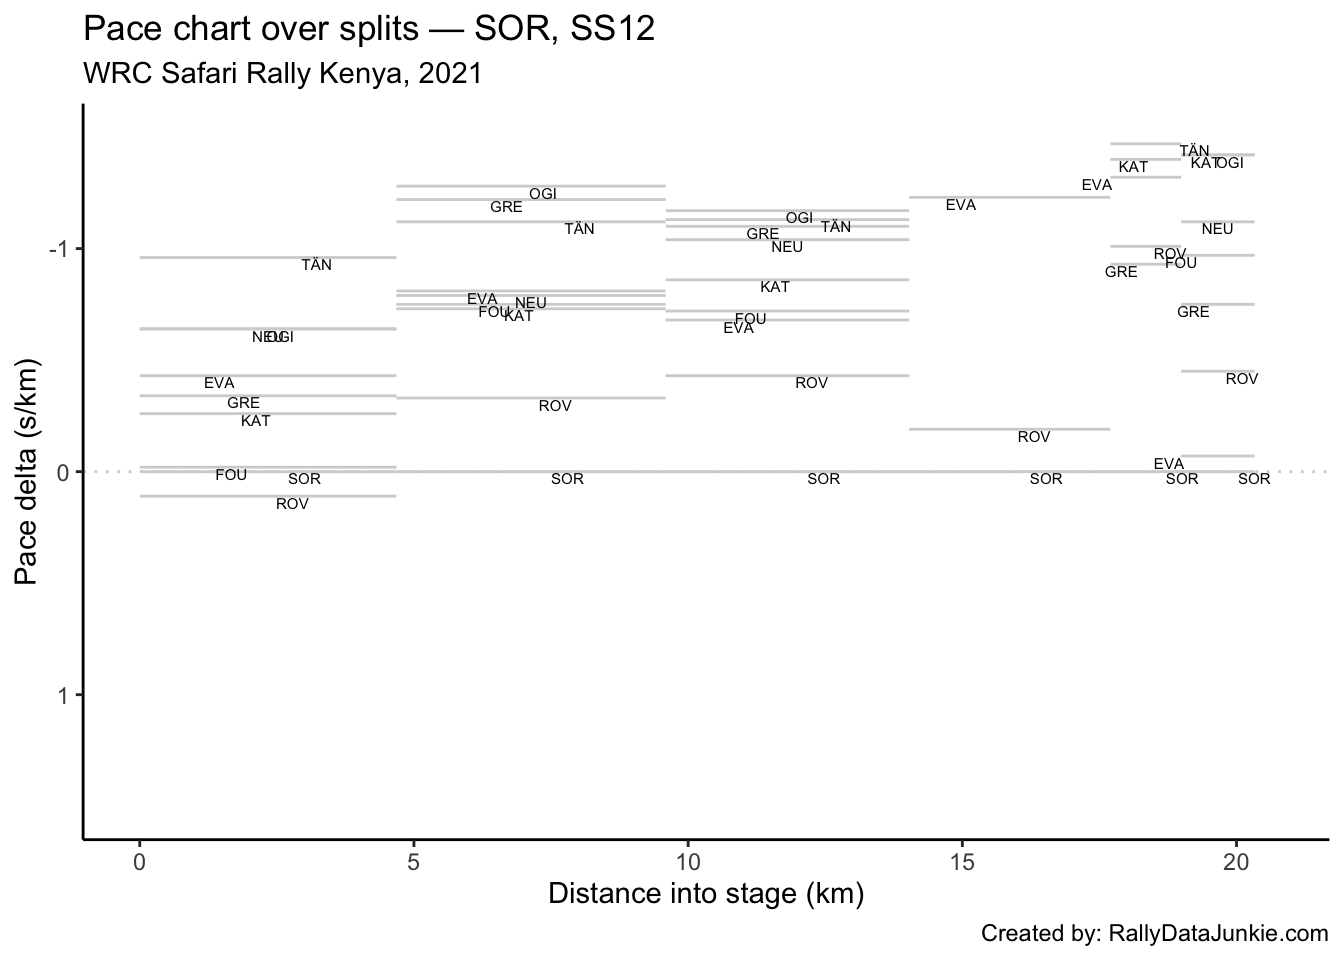 Pace chart over splits — SOR, SS12
WRC Safari Rally Kenya, 2021
Pace delta (s/km)
-1
0
1
TÄN
NEU OGI
EVA
GRE
KAT
FOU
SOR
ROV
OGI
GRE
TÄN
EVA
NEU
FOU
KAT
ROV
SOR
OGI
TÄN
GRE
NEU
KAT
FOU
EVA
ROV
SOR
EVA
ROV
SOR
TÄN
KAT
EVA
ROV
FOU
GRE
SOR
KAT OGI
NEU
GRE
ROV
EVA
SOR
0 5 10 15 20
Distance into stage (km)
Created by: RallyDataJunkie.com